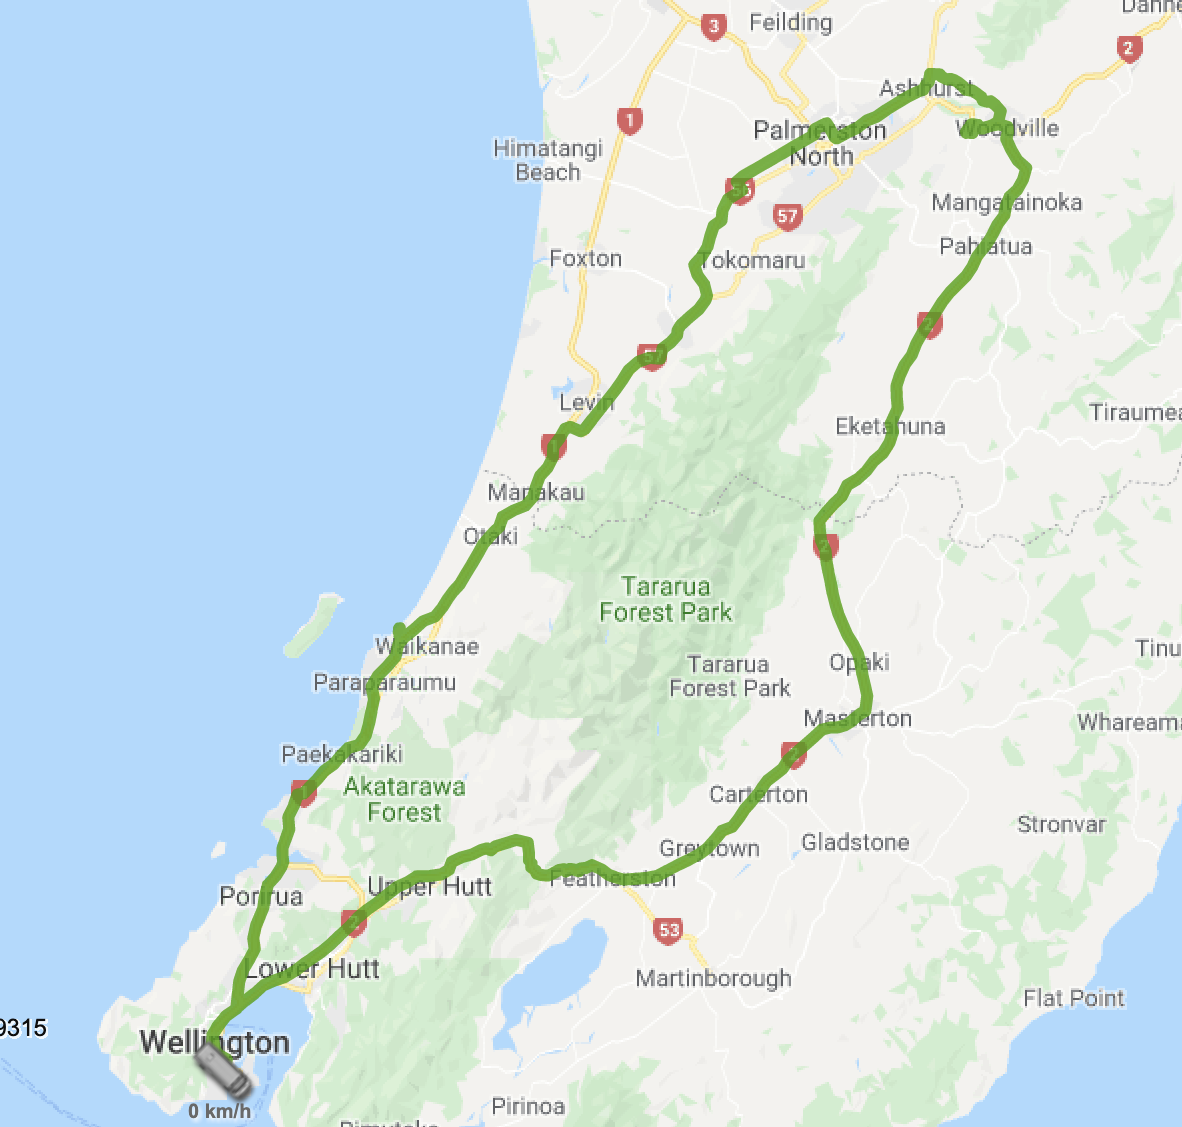 Danne
3
Feilding
2
Ashhurst
1
Palmerston
North
Woodville
Himatangi
Beach
56
57
Mangatainoka
Pahiatua
Foxton
Tokomaru
2
57
Levin
Tiraumea
Eketahuna
1
Manakau
Otaki
2
Tararua
Forest Park
Waikanae
Tararua
Forest Park
Opaki
Tinu
Paraparaumu
Masterton
Whareama
Paekakariki
2
1
Akatarawa
Forest
Carterton
Stronvar
Gladstone
Greytown
Upper Hutt
Featherston
Porirua
2
53
Lower Hutt
Martinborough
Flat Point
9315
Wellington
0 km/h
Pirinoa